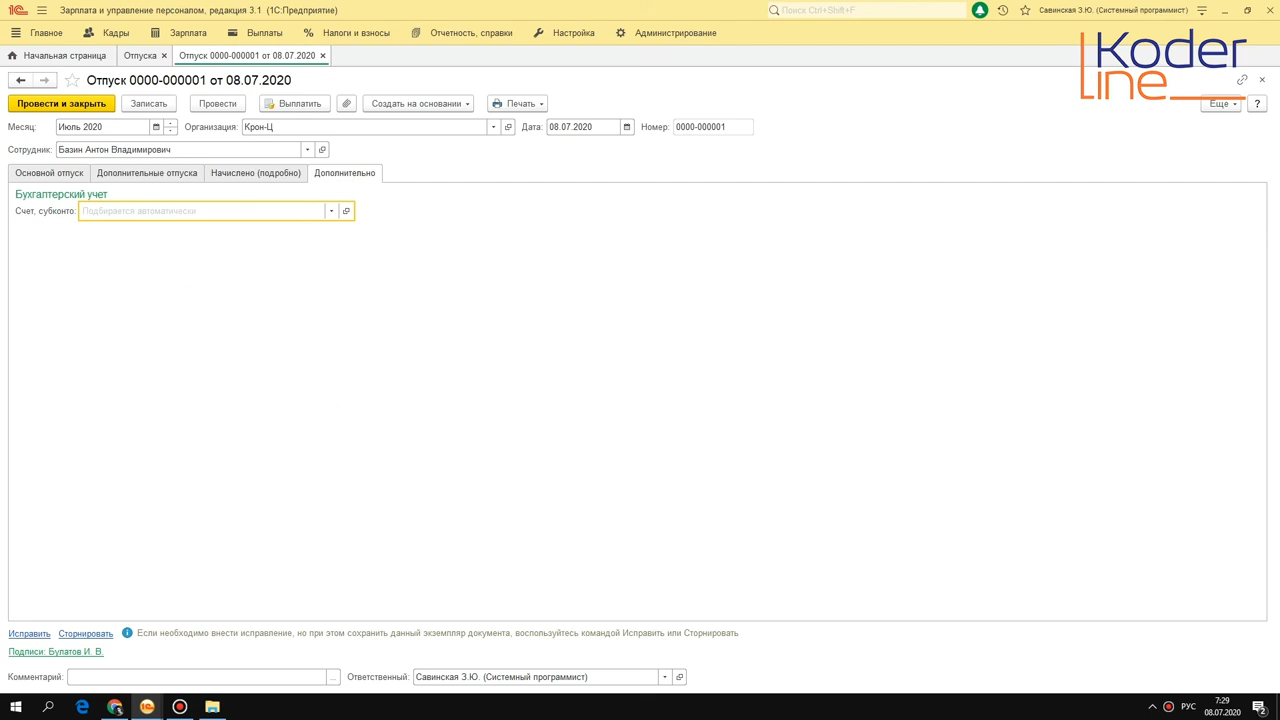 Зарплата и управление персоналом, редакция 3.1 (1С:Предприятие)
Поиск Ctrl+Shift+F
Савинская З.Ю. (Системный программист)
Главное Кадры Зарплата Выплаты Налоги и взносы Отчетность, справки Настройка Администрирование
Koder line
Начальная страница Отпуска × Отпуск 0000-000001 от 08.07.2020 ×
Отпуск 0000-000001 от 08.07.2020
Провести и закрыть Записать Провести Выплатить Создать на основании Печать Еще ?
Месяц: Июль 2020 Организация: Крон-Ц Дата: 08.07.2020 Номер: 0000-000001
Сотрудник: Базин Антон Владимирович
Основной отпуск Дополнительные отпуска Начислено (подробно) Дополнительно
Бухгалтерский учет
Счет, субконто: Подбирается автоматически
Исправить Сторнировать Если необходимо внести исправление, но при этом сохранить данный экземпляр документа, воспользуйтесь командой Исправить или Сторнировать
Подписи: Булатов И. В.
Комментарий: ... Ответственный: Савинская З.Ю. (Системный программист)
РУС
7:29
08.07.2020
2